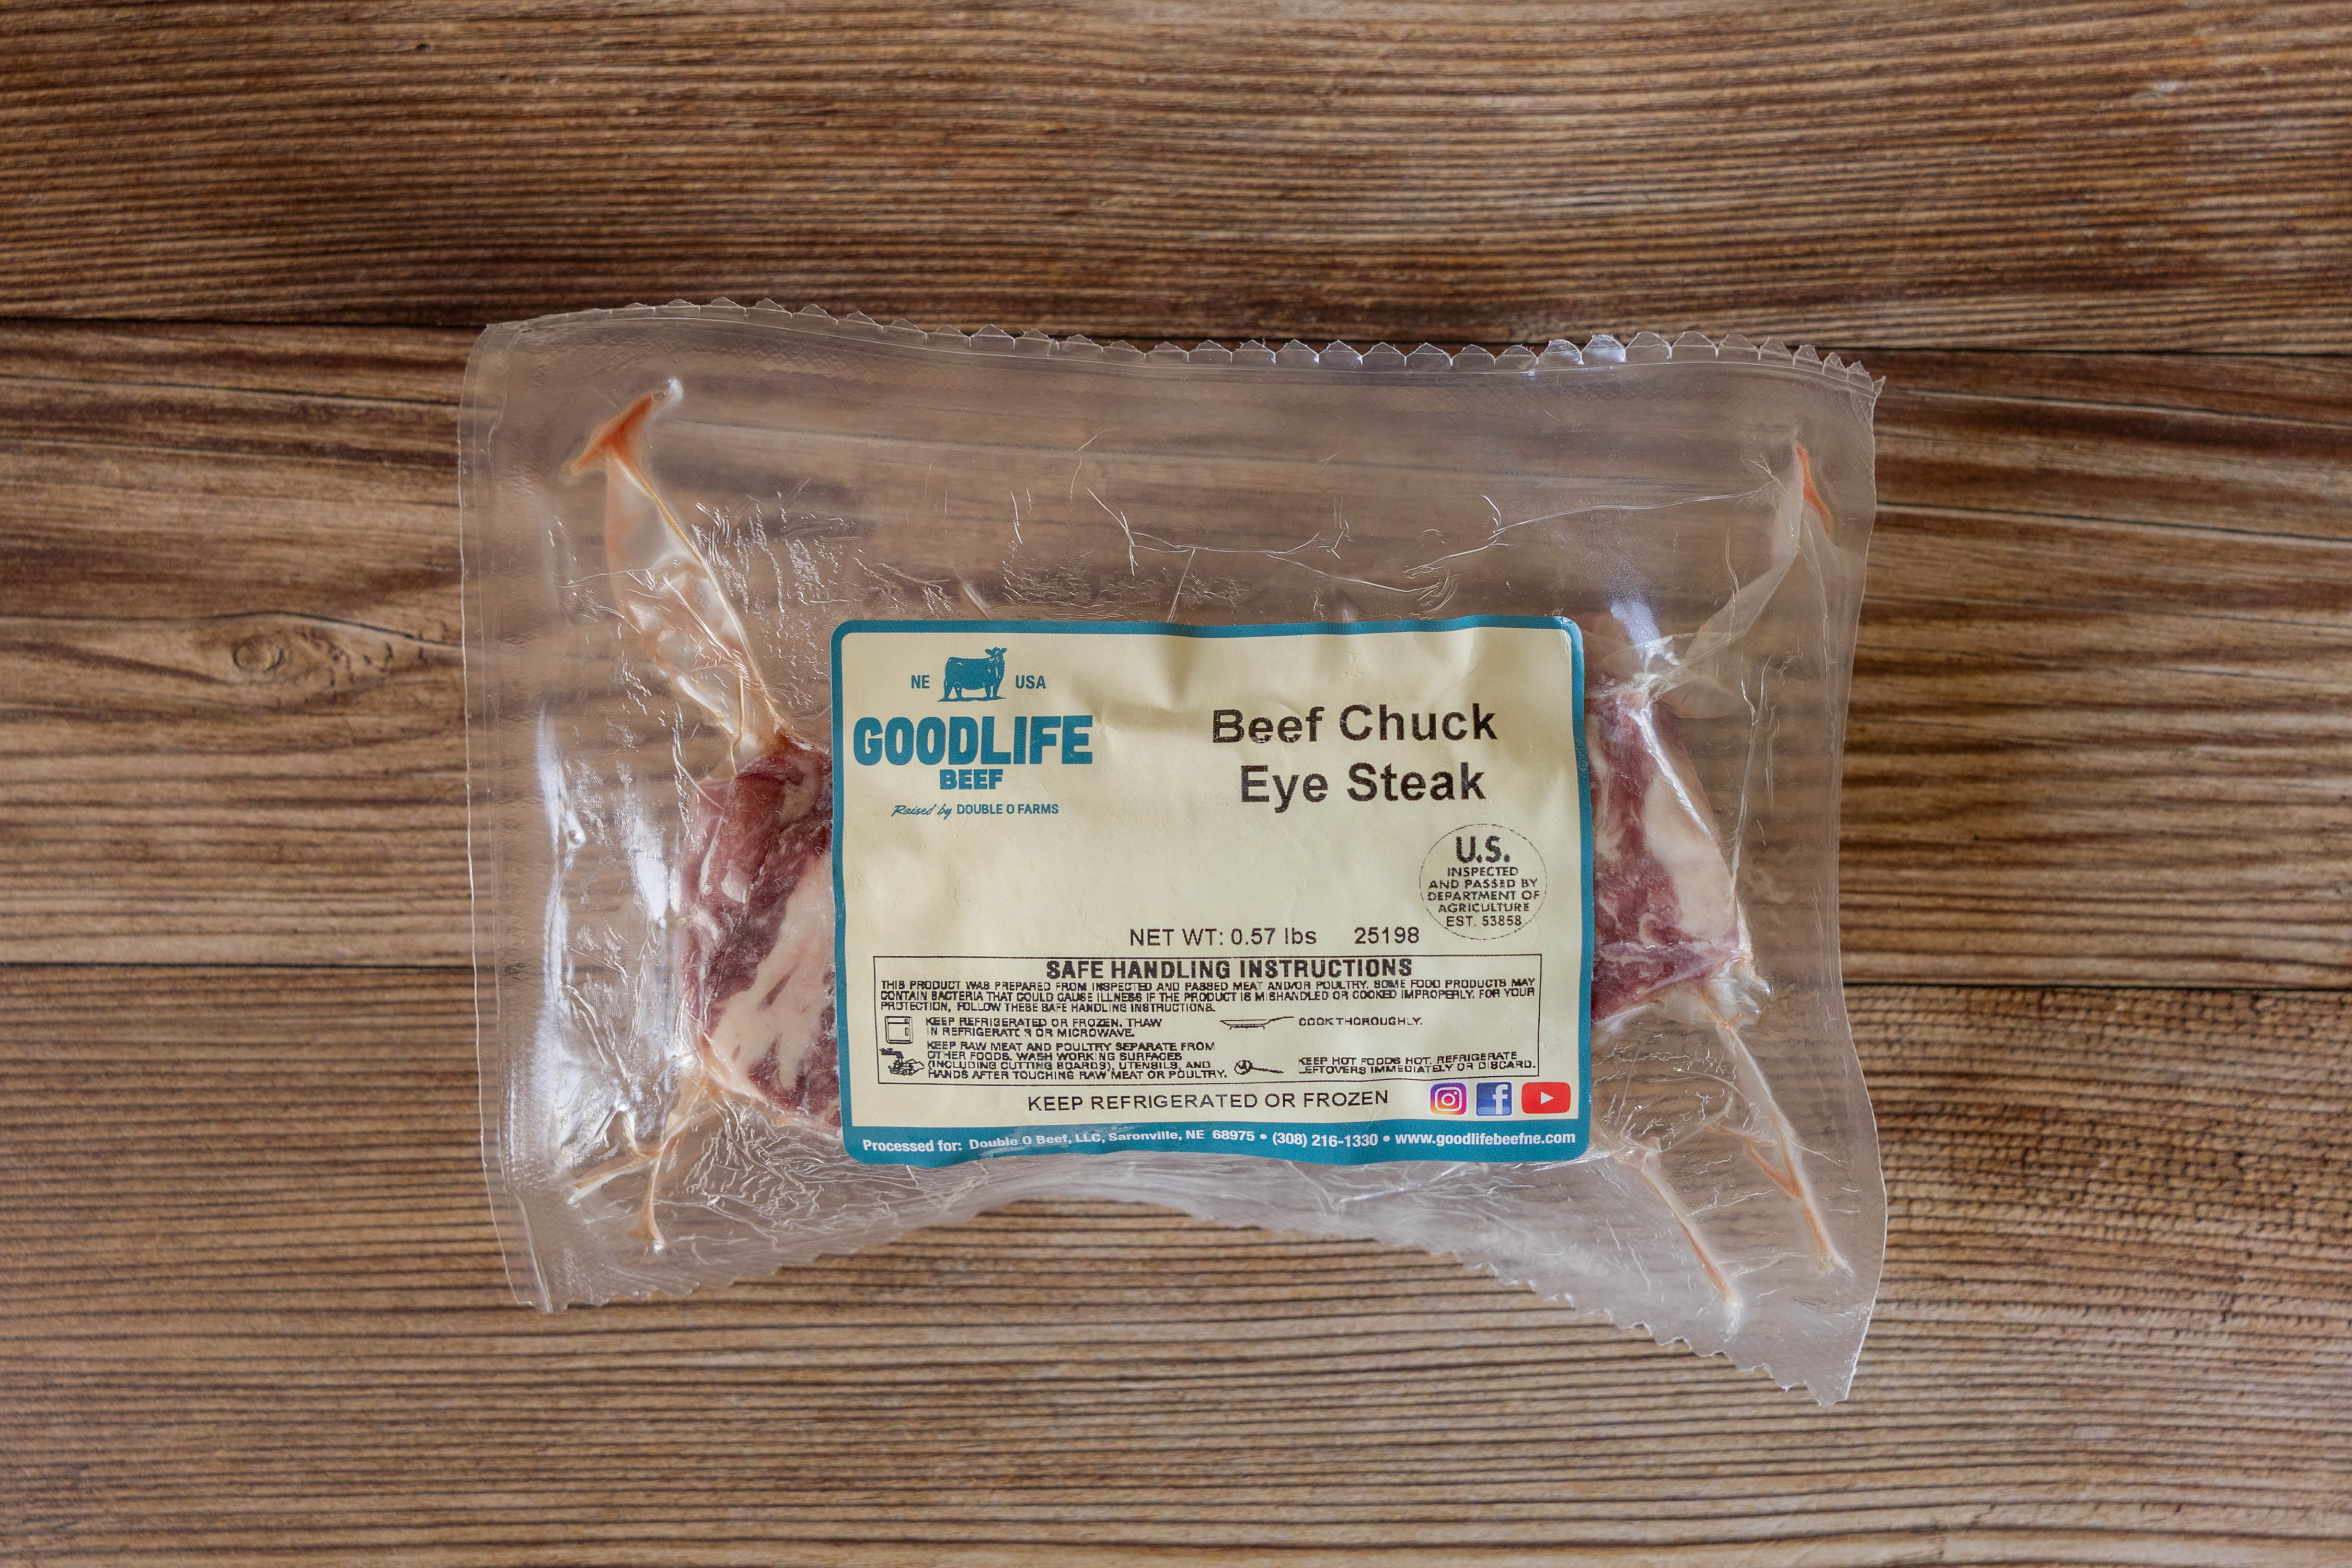 NE USA
GOODLIFE
BEEF
Raised by DOUBLE O FARMS
Beef Chuck
Eye Steak
U.S.
INSPECTED
AND PASSED BY
DEPARTMENT OF
AGRICULTURE
EST. 53858
NET WT: 0.57 lbs 25198
SAFE HANDLING INSTRUCTIONS
THIS PRODUCT WAS PREPARED FROM INSPECTED AND PASSED MEAT AND/OR POULTRY. SOME FOOD PRODUCTS MAY
CONTAIN BACTERIA THAT COULD CAUSE ILLNESS IF THE PRODUCT IS MISHANDLED OR COOKED IMPROPERLY. FOR YOUR
PROTECTION, FOLLOW THESE SAFE HANDLING INSTRUCTIONS.
KEEP REFRIGERATED OR FROZEN. THAW
IN REFRIGERATOR OR MICROWAVE.
KEEP RAW MEAT AND POULTRY SEPARATE FROM
OTHER FOODS. WASH WORKING SURFACES
(INCLUDING CUTTING BOARDS), UTENSILS, AND
HANDS AFTER TOUCHING RAW MEAT OR POULTRY.
COOK THOROUGHLY.
KEEP HOT FOODS HOT. REFRIGERATE
LEFTOVERS IMMEDIATELY OR DISCARD.
KEEP REFRIGERATED OR FROZEN
Processed for: Double O Beef, LLC, Saronville, NE 68975 • (308) 216-1330 • www.goodlifebeefne.com